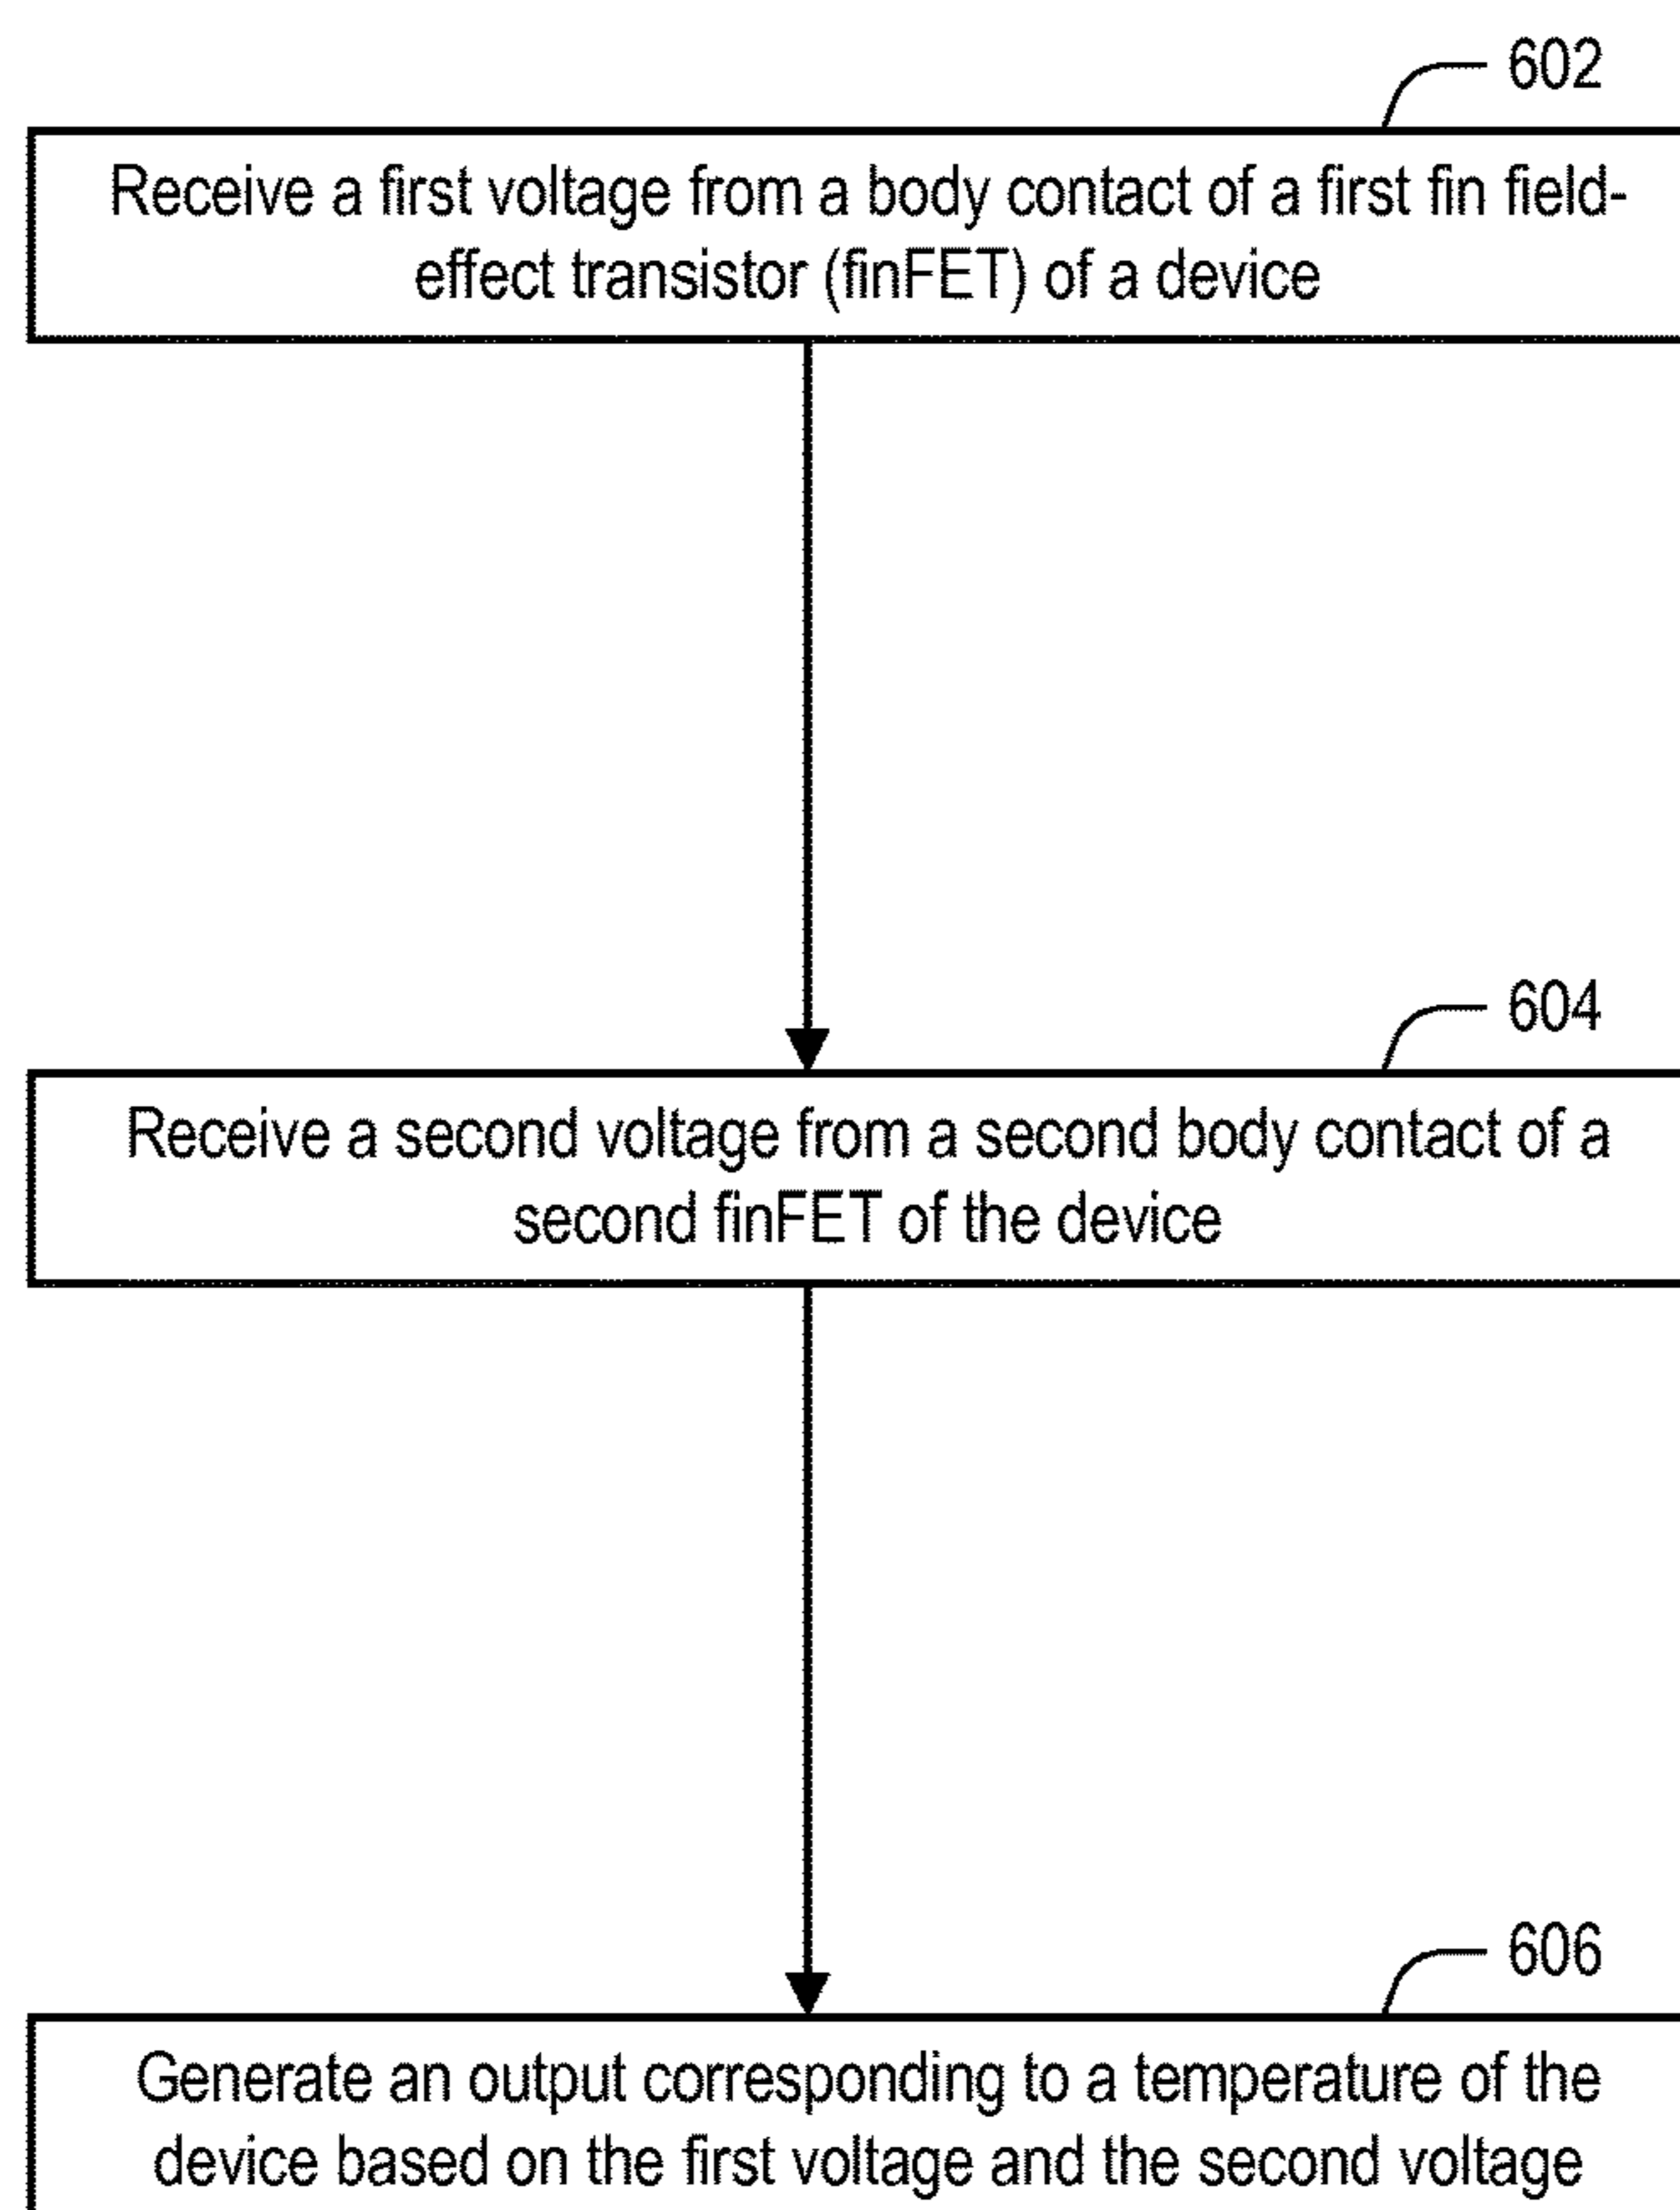 602
Receive a first voltage from a body contact of a first fin field-
effect transistor (finFET) of a device
604
Receive a second voltage from a second body contact of a
second finFET of the device
606
Generate an output corresponding to a temperature of the
device based on the first voltage and the second voltage